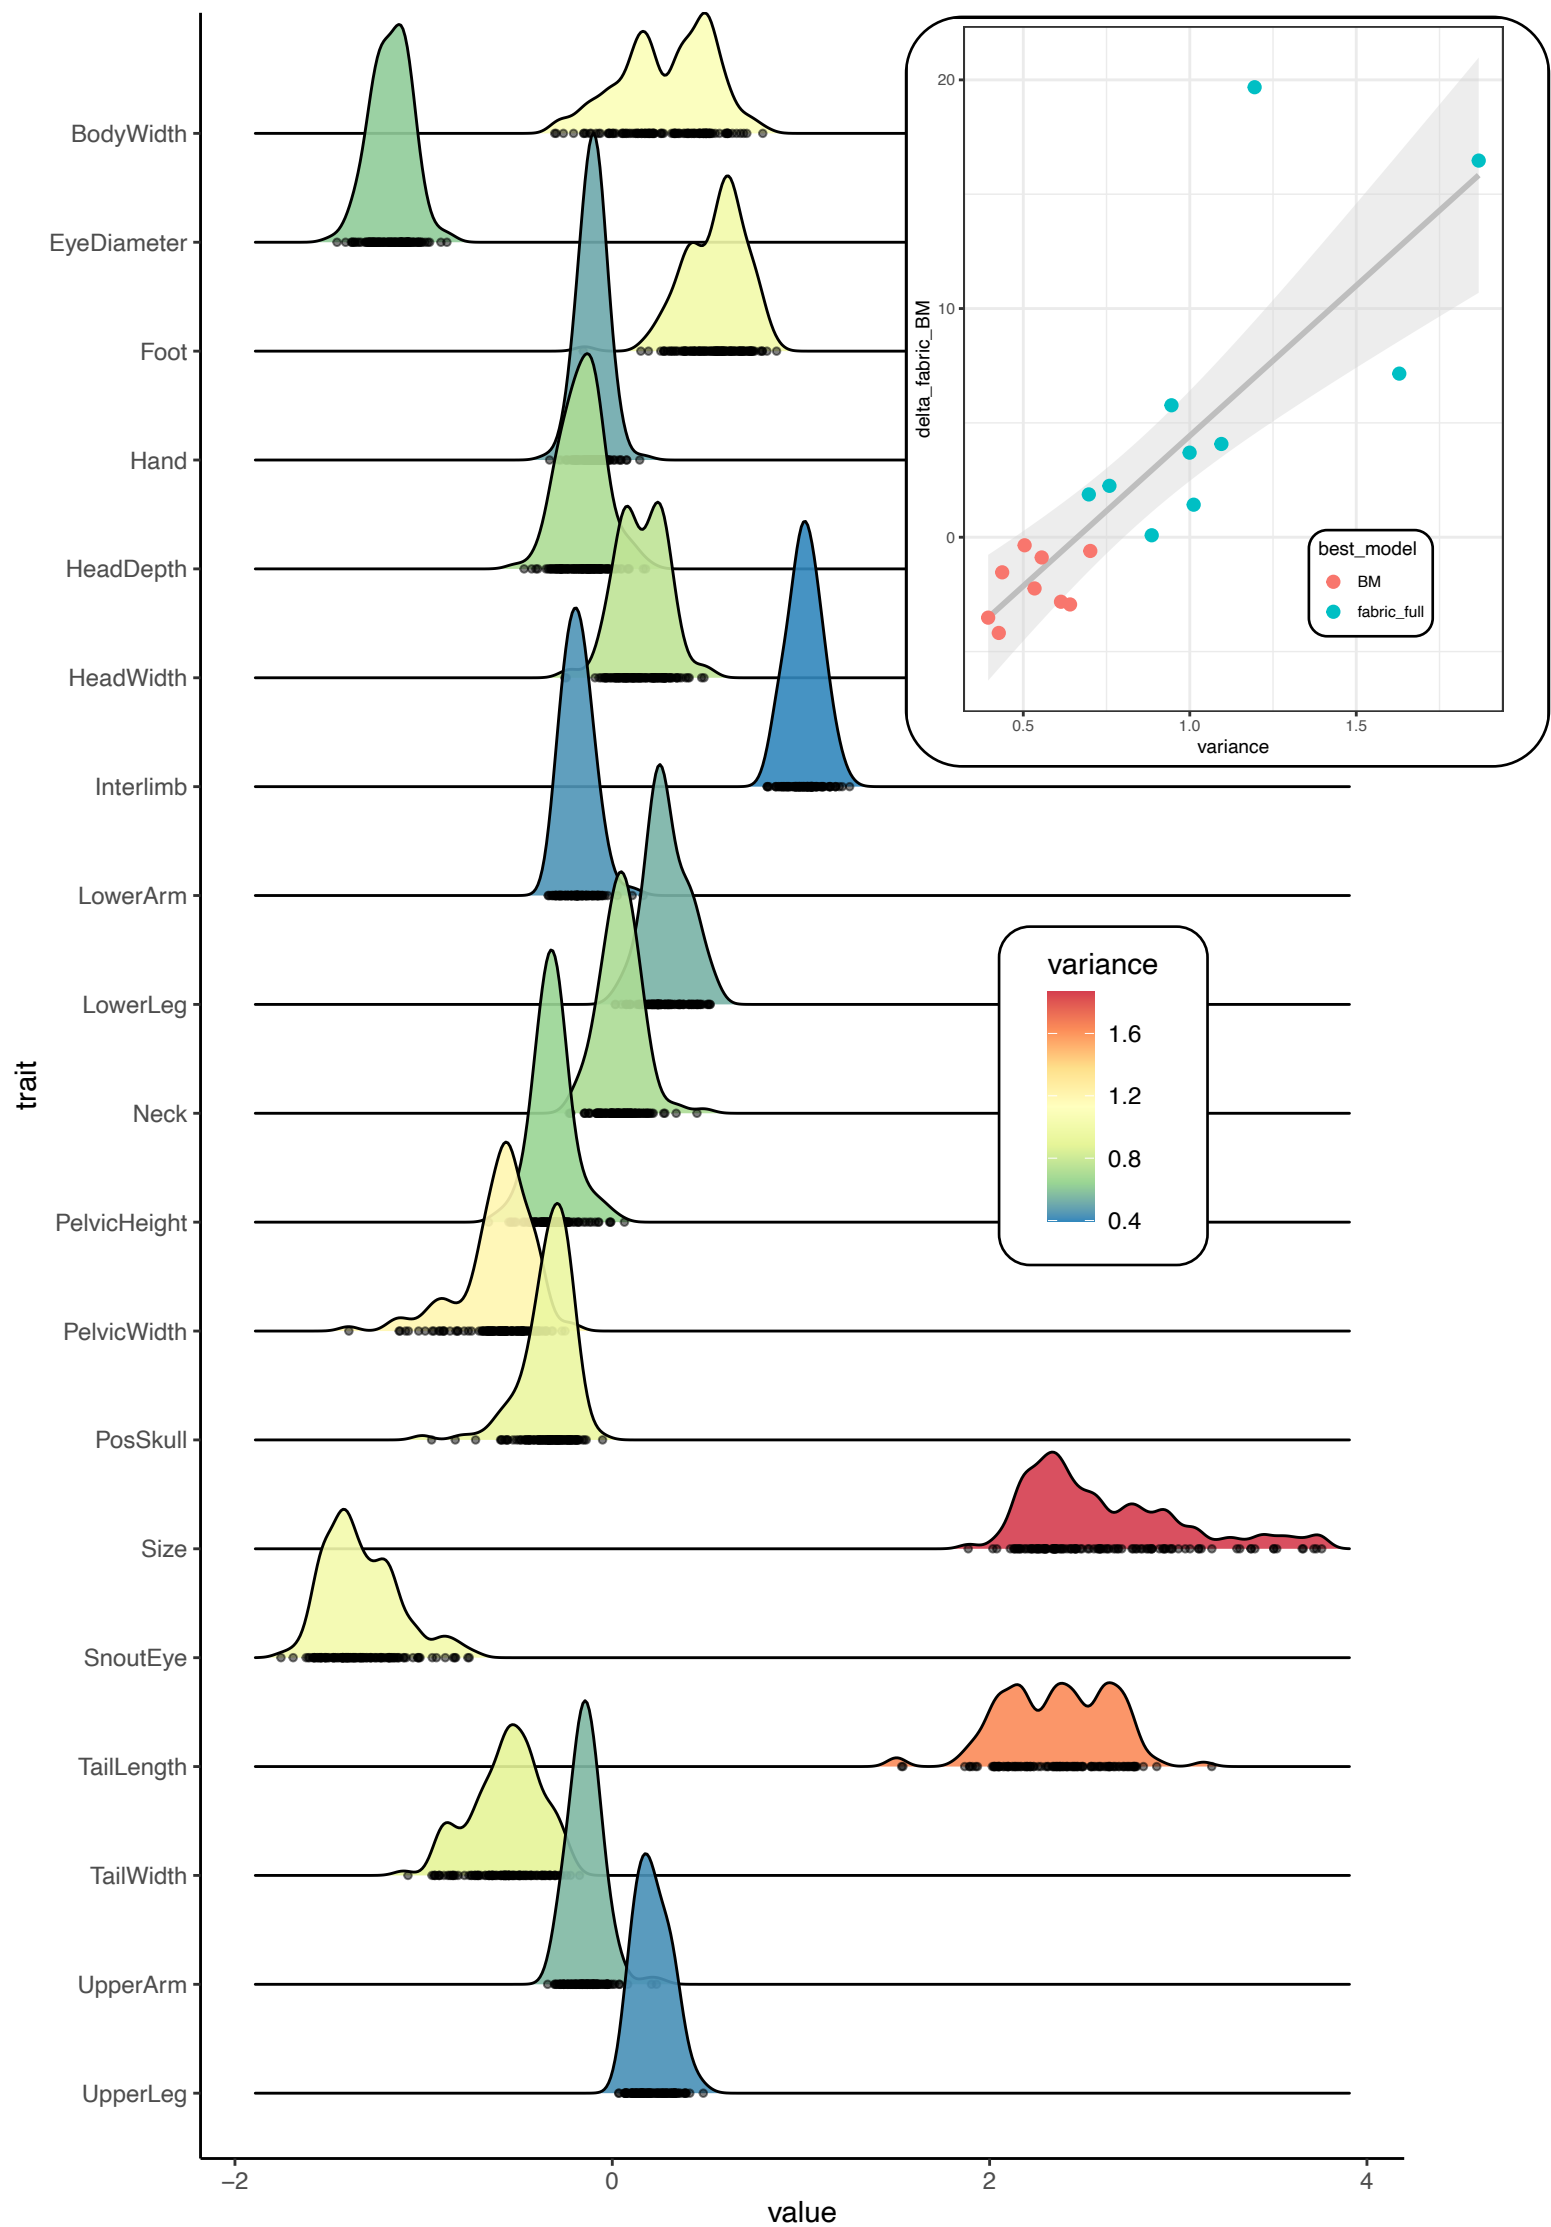 trait
BodyWidth
EyeDiameter
Foot
Hand
HeadDepth
HeadWidth
Interlimb
LowerArm
LowerLeg
Neck
PelvicHeight
PelvicWidth
PosSkull
Size
SnoutEye
TailLength
TailWidth
UpperArm
UpperLeg
−2 0 2 4
value
delta_fabric_BM
20
10
0
0.5 1.0 1.5
variance
best_model
BM
fabric_full
variance
1.6
1.2
0.8
0.4